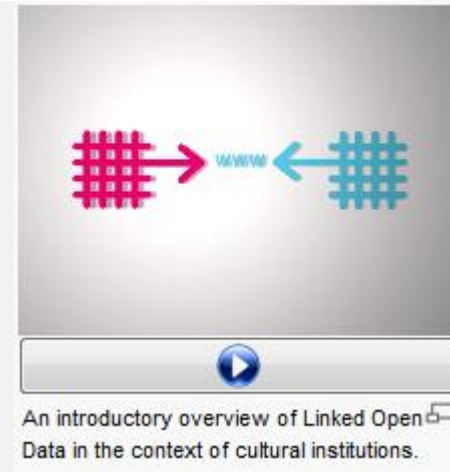 www
An introductory overview of Linked Open
Data in the context of cultural institutions.